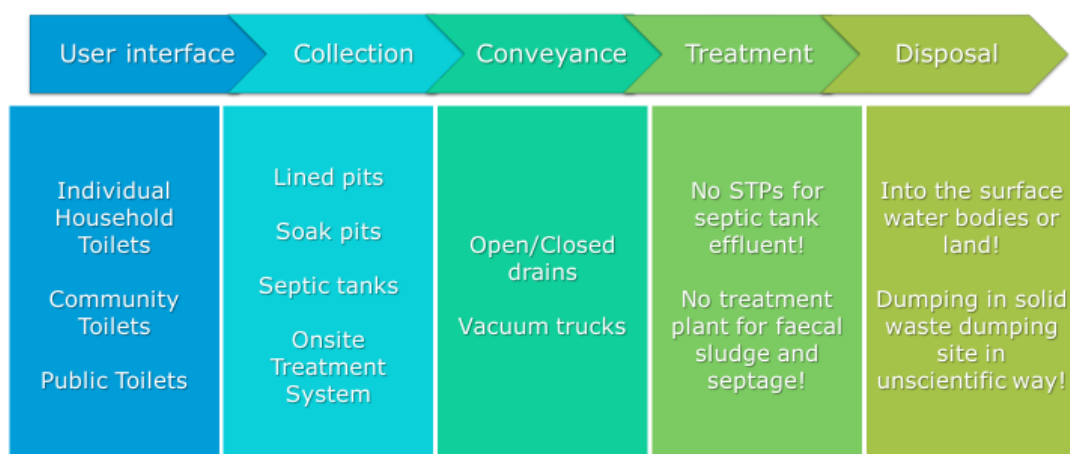 User interface
Collection
Conveyance
Treatment
Disposal
Individual
Household
Toilets
Community
Toilets
Public Toilets
Lined pits
Soak pits
Septic tanks
Onsite
Treatment
System
Open/Closed
drains
Vacuum trucks
No STPs for
septic tank
effluent!
No treatment
plant for faecal
sludge and
septage!
Into the surface
water bodies or
land!
Dumping in solid
waste dumping
site in
unscientific way!